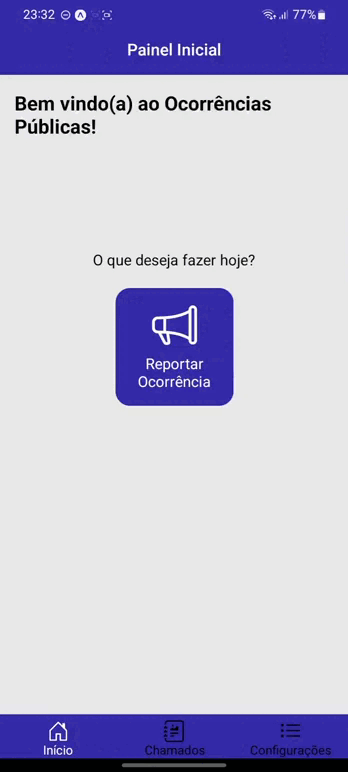 23:32 77%
Painel Inicial
Bem vindo(a) ao Ocorrências
Públicas!
O que deseja fazer hoje?
Reportar
Ocorrência
Início Chamados Configurações